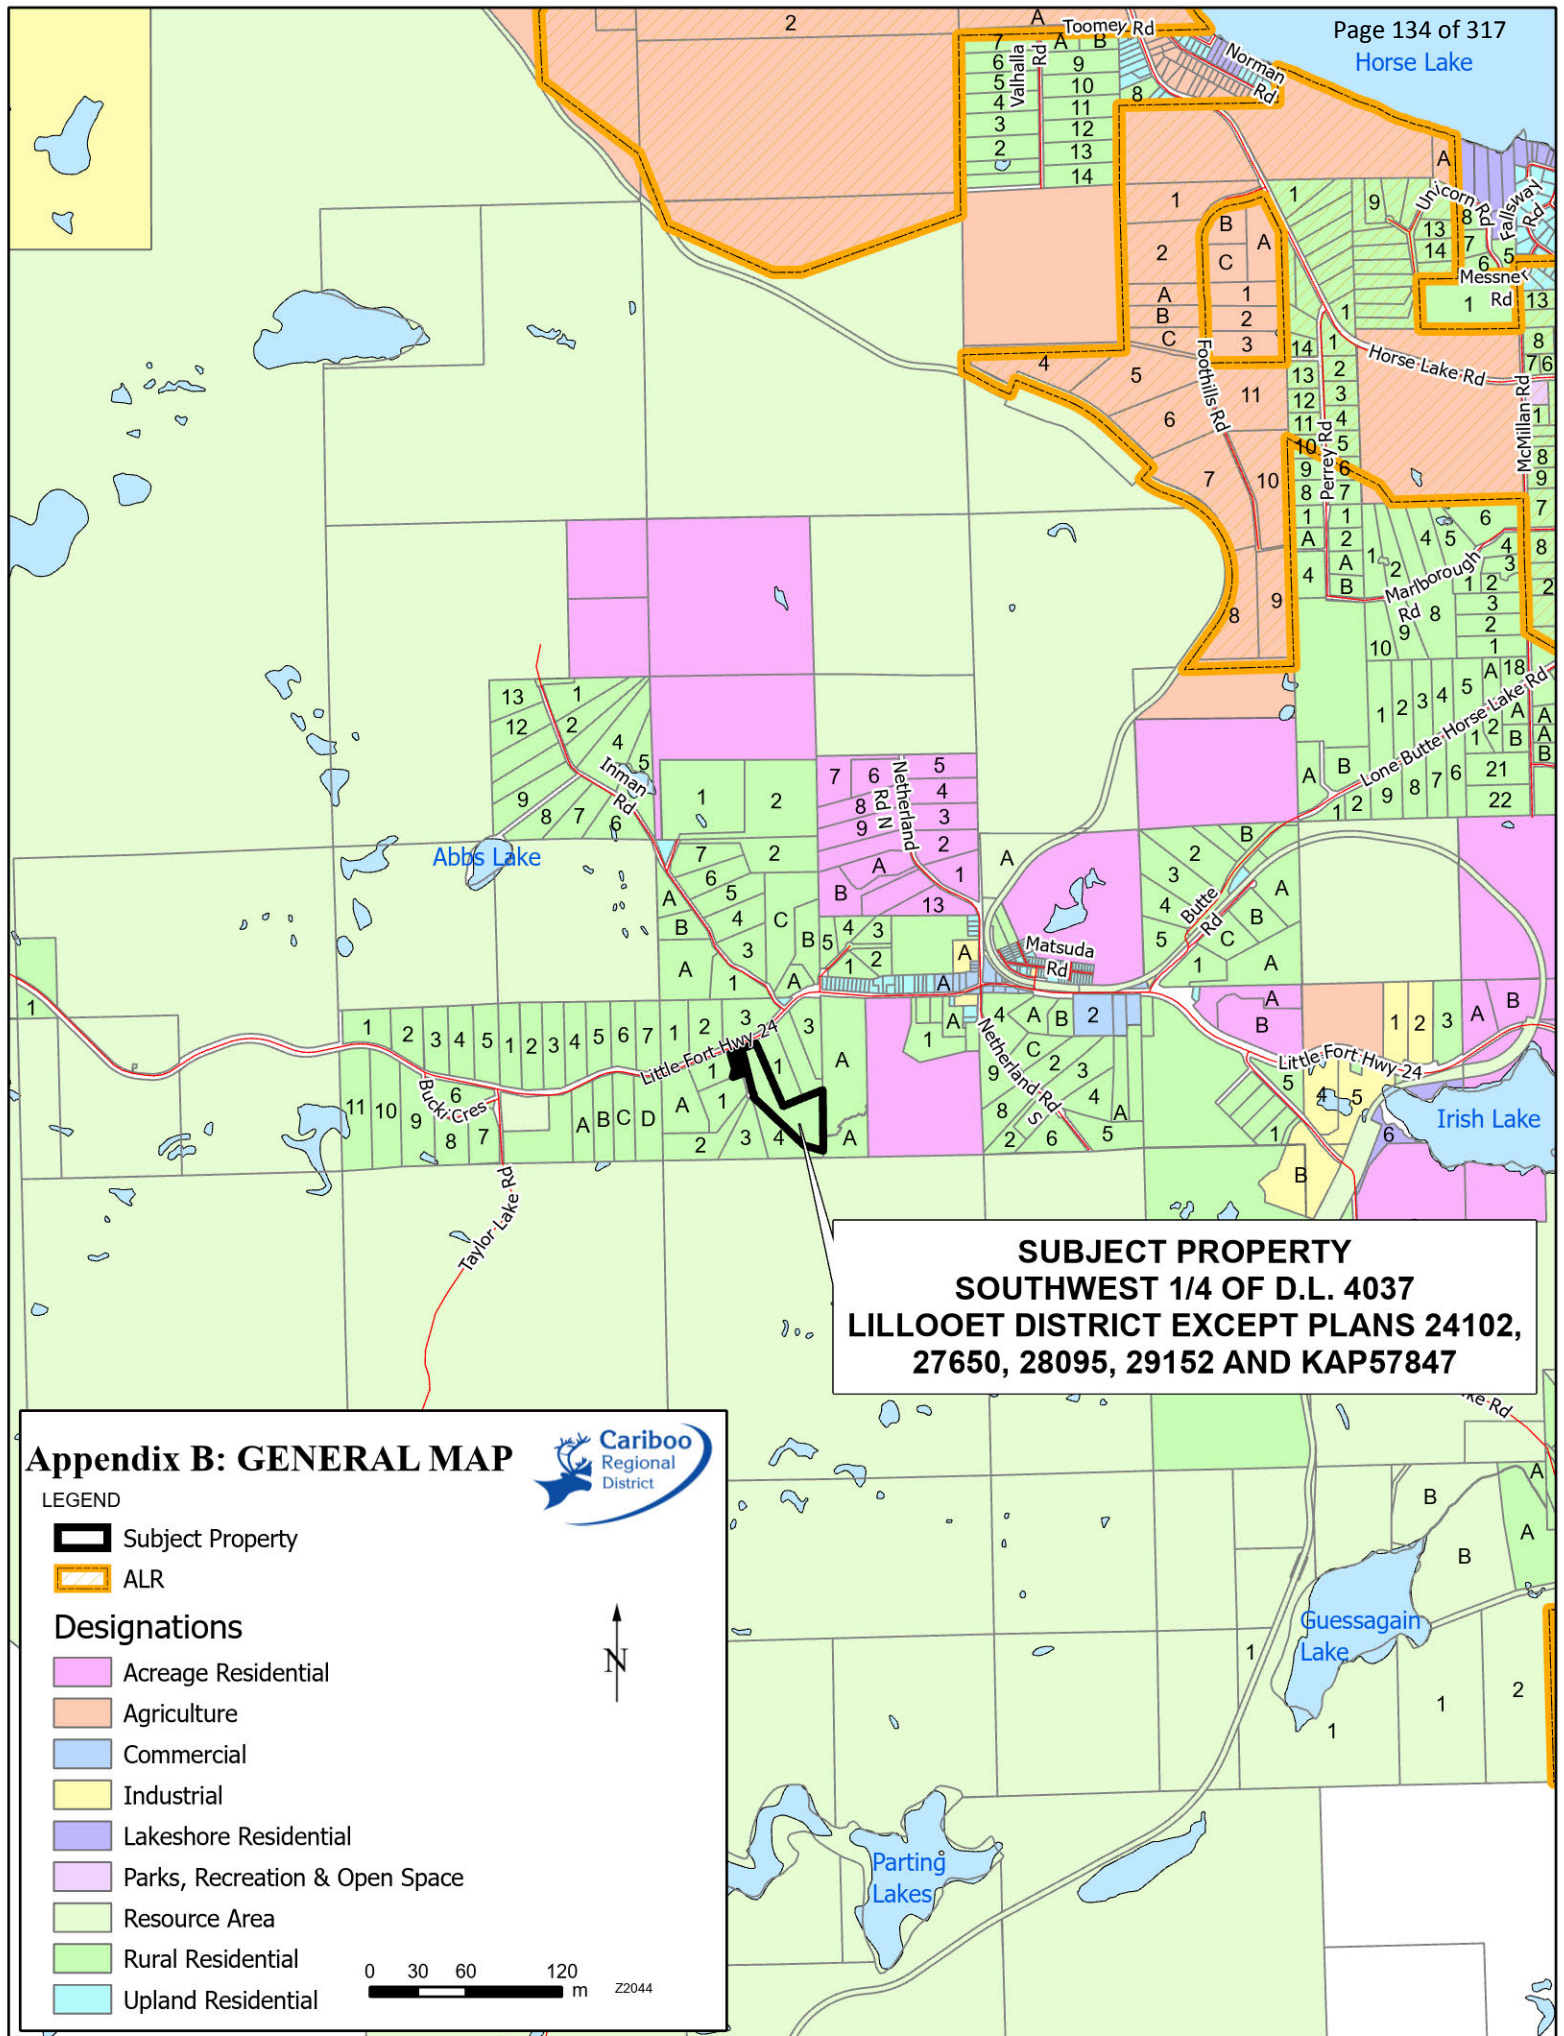 Page 134 of 317
Horse Lake
Toomey Rd
Norman
Rd
Valhalla
Rd
Unicorn Rd
Fallsway
Rd
Messner
Rd
Horse Lake Rd
McMillan Rd
Foothills Rd
Perrey Rd
Marlborough
Rd
Lone Butte Horse Lake Rd
Inman
Rd
Netherland
Rd N
Abbs Lake
Butte
Rd
Matsuda
Rd
Little Fort Hwy 24
Netherland Rd
S
Little Fort Hwy 24
Bucki Cres
Irish Lake
Taylor Lake Rd
SUBJECT PROPERTY
SOUTHWEST 1/4 OF D.L. 4037
LILLOOET DISTRICT EXCEPT PLANS 24102,
27650, 28095, 29152 AND KAP57847
Appendix B: GENERAL MAP
Cariboo
Regional
District
LEGEND
Subject Property
ALR
Designations
N
Acreage Residential
Agriculture
Commercial
Industrial
Lakeshore Residential
Parks, Recreation & Open Space
Resource Area
Rural Residential
Upland Residential
0 30 60 120
m
Z2044
Guessagain
Lake
Parting
Lakes